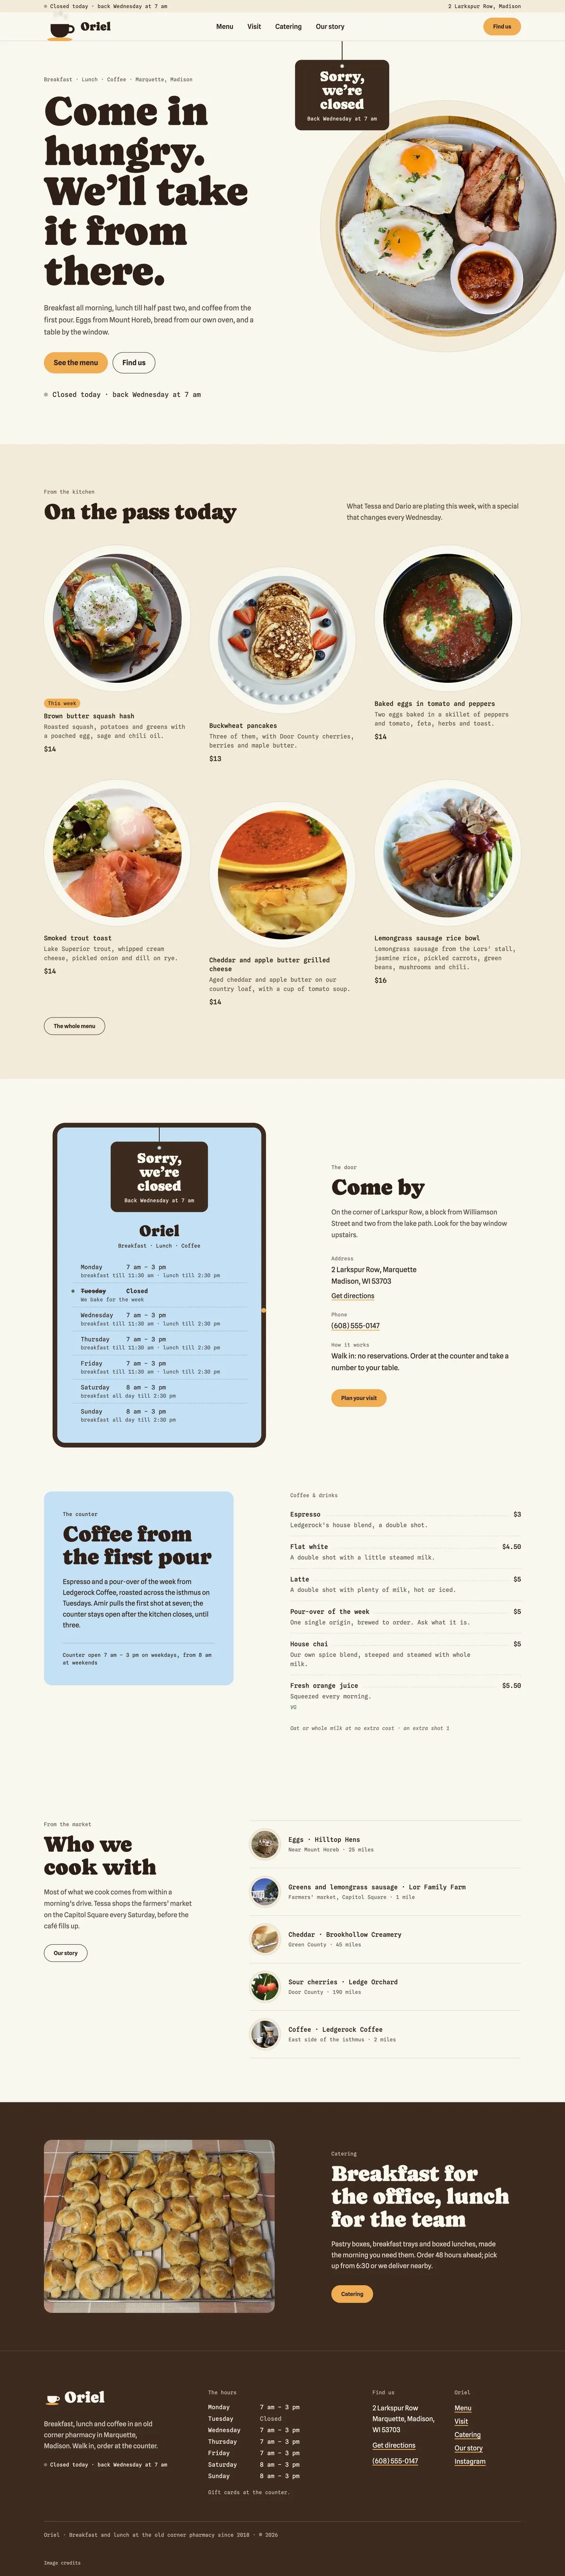 Closed today · back Wednesday at 7 am
2 Larkspur Row, Madison
Oriel
Menu
Visit
Catering
Our story
Find us
Sorry,
we're
closed
Back Wednesday at 7 am
Breakfast · Lunch · Coffee · Marquette, Madison
Come in
hungry.
We'll take
it from
there.
Breakfast all morning, lunch till half past two, and coffee from the
first pour. Eggs from Mount Horeb, bread from our own oven, and a
table by the window.
See the menu
Find us
Closed today · back Wednesday at 7 am
From the kitchen
On the pass today
What Tessa and Dario are plating this week, with a special
that changes every Wednesday.
This week
Brown butter squash hash
Roasted squash, potatoes and greens with
a poached egg, sage and chili oil.
$14
Buckwheat pancakes
Three of them, with Door County cherries,
berries and maple butter.
$13
Baked eggs in tomato and peppers
Two eggs baked in a skillet of peppers
and tomato, feta, herbs and toast.
$14
Smoked trout toast
Lake Superior trout, whipped cream
cheese, pickled onion and dill on rye.
$14
Cheddar and apple butter grilled
cheese
Aged cheddar and apple butter on our
country loaf, with a cup of tomato soup.
$14
Lemongrass sausage rice bowl
Lemongrass sausage from the Lors' stall,
jasmine rice, pickled carrots, green
beans, mushrooms and chili.
$16
The whole menu
Sorry,
we're
closed
Back Wednesday at 7 am
Oriel
Breakfast · Lunch · Coffee
Monday 7 am – 3 pm
breakfast till 11:30 am · lunch till 2:30 pm
Tuesday Closed
We bake for the week
Wednesday 7 am – 3 pm
breakfast till 11:30 am · lunch till 2:30 pm
Thursday 7 am – 3 pm
breakfast till 11:30 am · lunch till 2:30 pm
Friday 7 am – 3 pm
breakfast till 11:30 am · lunch till 2:30 pm
Saturday 8 am – 3 pm
breakfast all day till 2:30 pm
Sunday 8 am – 3 pm
breakfast all day till 2:30 pm
The door
Come by
On the corner of Larkspur Row, a block from Williamson
Street and two from the lake path. Look for the bay window
upstairs.
Address
2 Larkspur Row, Marquette
Madison, WI 53703
Get directions
Phone
(608) 555-0147
How it works
Walk in: no reservations. Order at the counter and take a
number to your table.
Plan your visit
The counter
Coffee from
the first pour
Espresso and a pour-over of the week from
Ledgerock Coffee, roasted across the isthmus on
Tuesdays. Amir pulls the first shot at seven; the
counter stays open after the kitchen closes, until
three.
Counter open 7 am – 3 pm on weekdays, from 8 am
at weekends
Coffee & drinks
Espresso $3
Ledgerock's house blend, a double shot.
Flat white $4.50
A double shot with a little steamed milk.
Latte $5
A double shot with plenty of milk, hot or iced.
Pour-over of the week $5
One single origin, brewed to order. Ask what it is.
House chai $5
Our own spice blend, steeped and steamed with whole
milk.
Fresh orange juice $5.50
Squeezed every morning.
VG
Oat or whole milk at no extra cost · an extra shot 1
From the market
Who we
cook with
Most of what we cook comes from within a
morning's drive. Tessa shops the farmers' market
on the Capitol Square every Saturday, before the
café fills up.
Our story
Eggs · Hilltop Hens
Near Mount Horeb · 25 miles
Greens and lemongrass sausage · Lor Family Farm
Farmers' market, Capitol Square · 1 mile
Cheddar · Brookhollow Creamery
Green County · 45 miles
Sour cherries · Ledge Orchard
Door County · 190 miles
Coffee · Ledgerock Coffee
East side of the isthmus · 2 miles
Catering
Breakfast for
the office, lunch
for the team
Pastry boxes, breakfast trays and boxed lunches, made
the morning you need them. Order 48 hours ahead; pick
up from 6:30 or we deliver nearby.
Catering
Oriel
Breakfast, lunch and coffee in an old
corner pharmacy in Marquette,
Madison. Walk in, order at the counter.
Closed today · back Wednesday at 7 am
The hours
Monday 7 am – 3 pm
Tuesday Closed
Wednesday 7 am – 3 pm
Thursday 7 am – 3 pm
Friday 7 am – 3 pm
Saturday 8 am – 3 pm
Sunday 8 am – 3 pm
Gift cards at the counter.
Find us
2 Larkspur Row
Marquette, Madison,
WI 53703
Get directions
(608) 555-0147
Oriel
Menu
Visit
Catering
Our story
Instagram
Oriel · Breakfast and lunch at the old corner pharmacy since 2018 · © 2026
Image credits